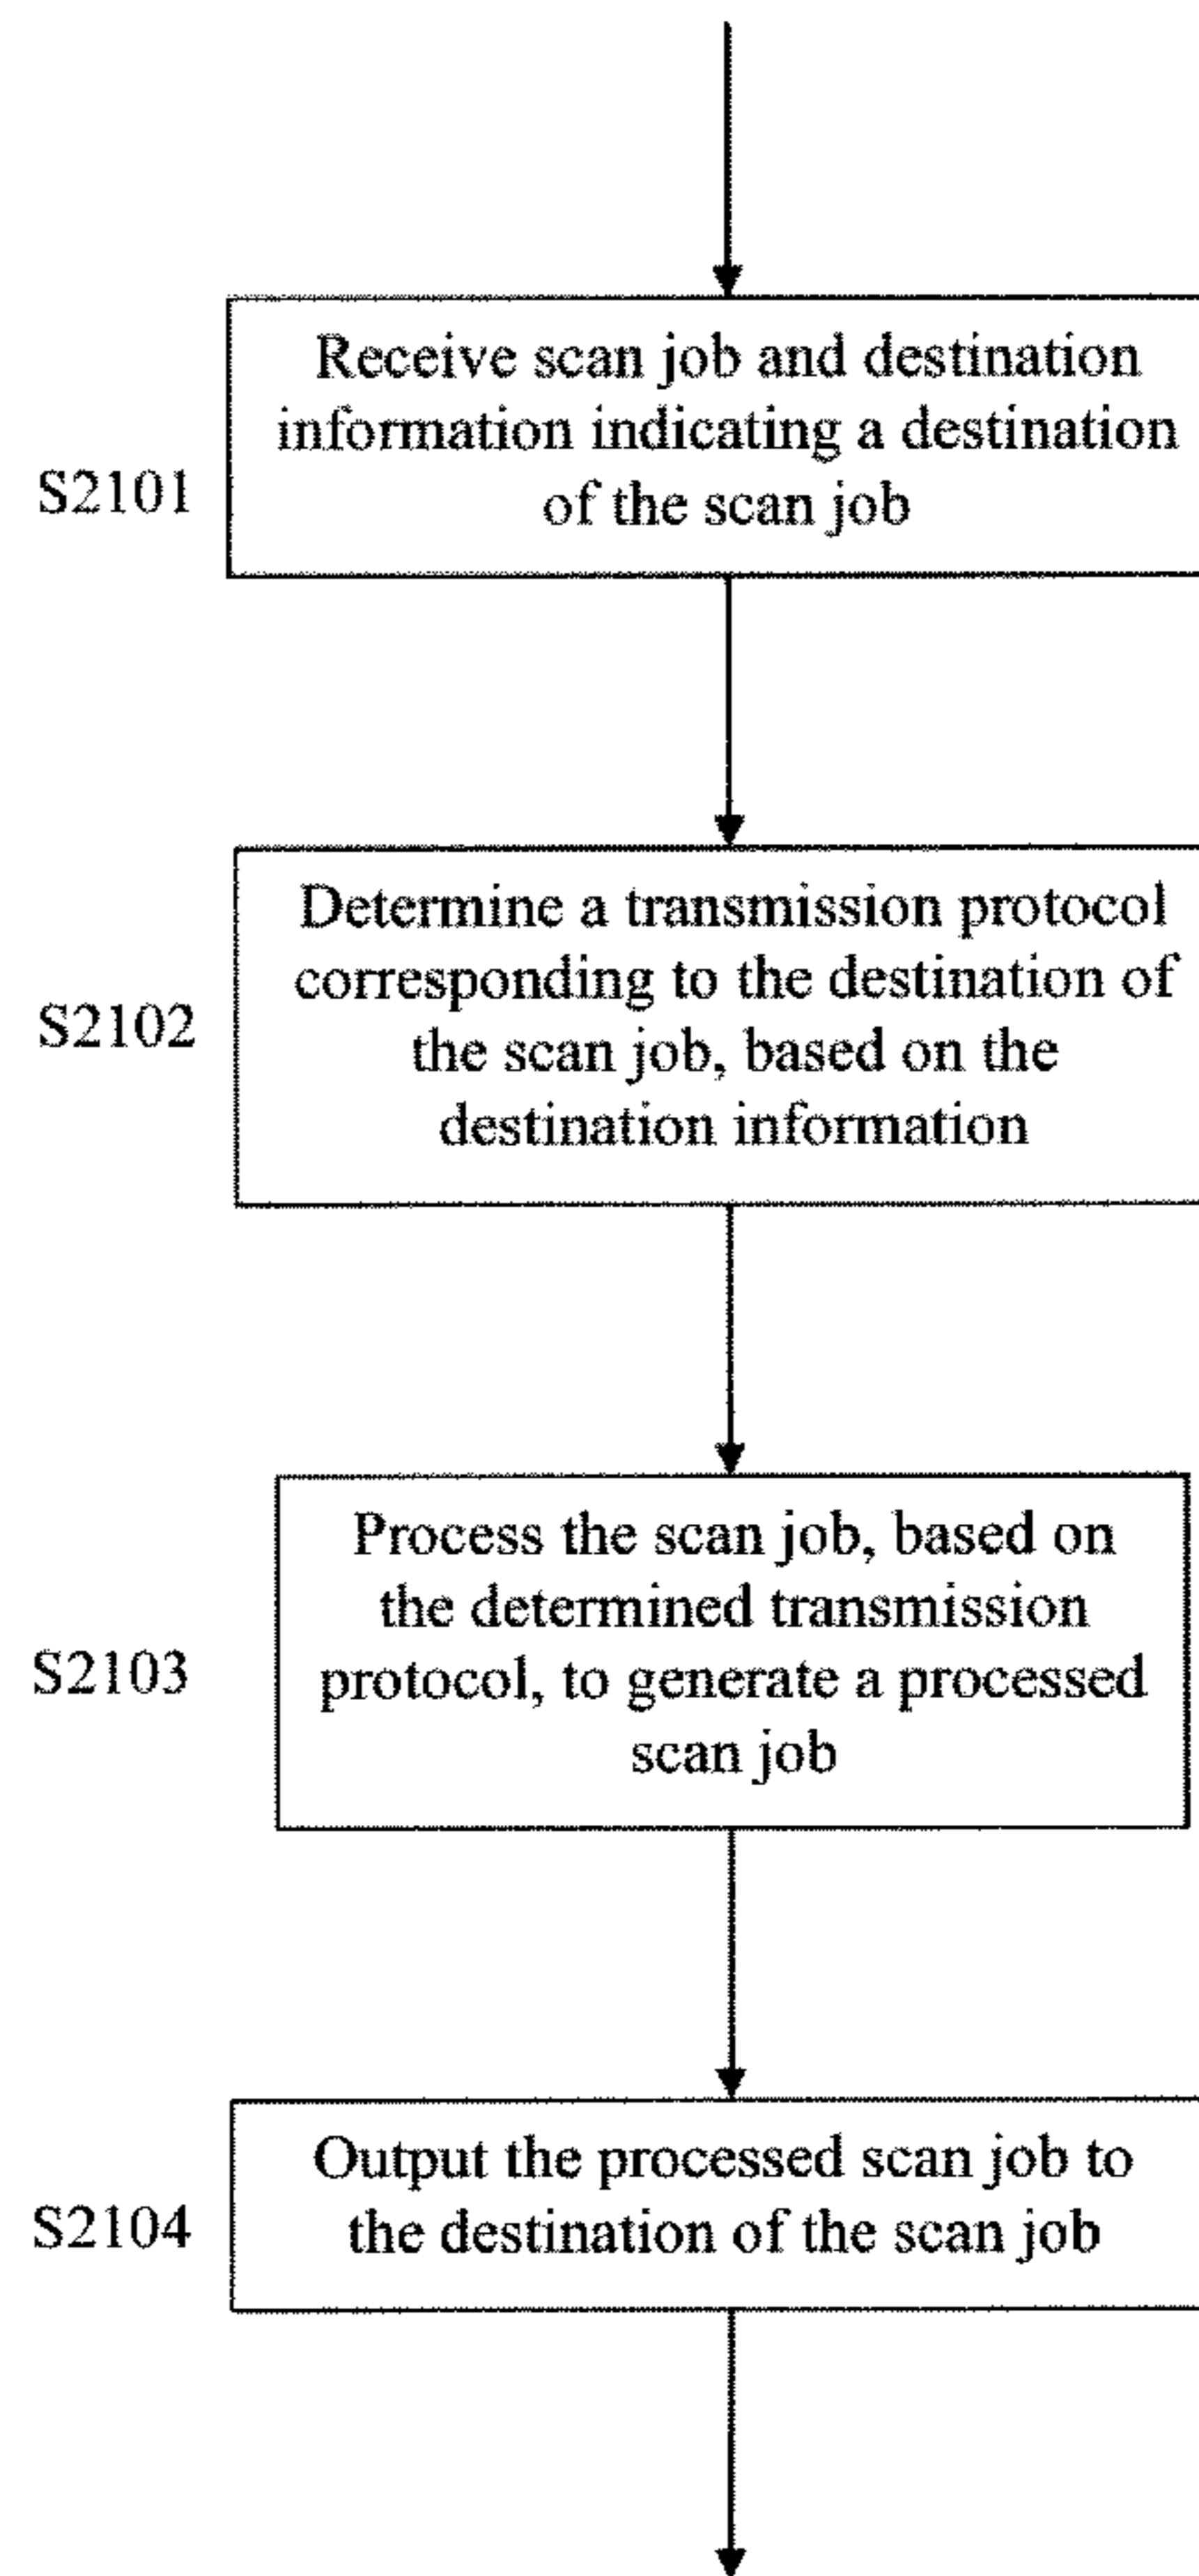 Receive scan job and destination
information indicating a destination
of the scan job
S2101
Determine a transmission protocol
corresponding to the destination of
the scan job, based on the
destination information
S2102
Process the scan job, based on
the determined transmission
protocol, to generate a processed
scan job
S2103
Output the processed scan job to
the destination of the scan job
S2104